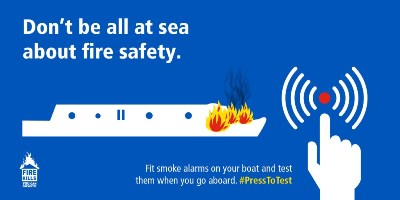 Don't be all at sea
about fire safety.
Fit smoke alarms on your boat and test
them when you go aboard. #PressToTest
FIRE
KILLS